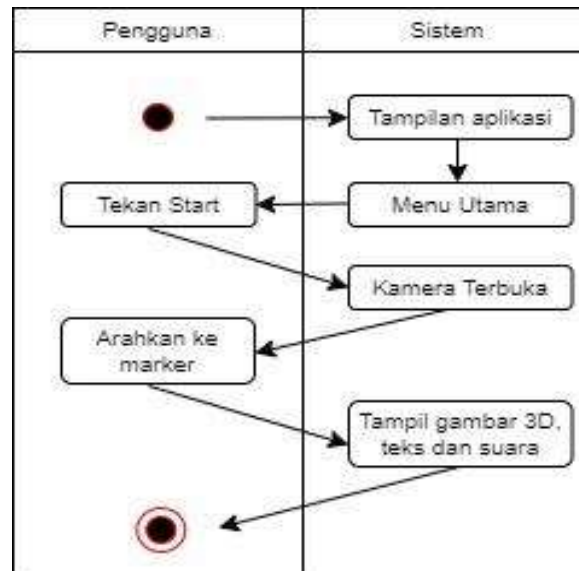 Pengguna
Sistem
Tampilan aplikasi
Menu Utama
Tekan Start
Kamera Terbuka
Arahkan ke
marker
Tampil gambar 3D,
teks dan suara